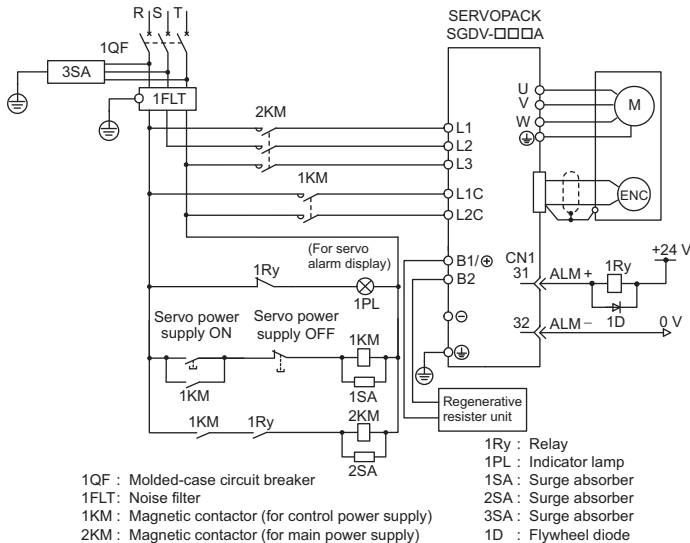 R S T
1QF
3SA
1FLT
2KM
1KM
SERVOPACK
SGDV-□□□A
L1
L2
L3
L1C
L2C
B1/⊕
B2
⊖
U
V
W
M
ENC
CN1
31
ALM +
1Ry
+24 V
1D
32
ALM −
0 V
(For servo
alarm display)
1Ry
1PL
Servo power
supply ON
Servo power
supply OFF
1KM
1KM
1SA
1KM
1Ry
2KM
2SA
Regenerative
resister unit
1QF : Molded-case circuit breaker
1FLT : Noise filter
1KM : Magnetic contactor (for control power supply)
2KM : Magnetic contactor (for main power supply)
1Ry : Relay
1PL : Indicator lamp
1SA : Surge absorber
2SA : Surge absorber
3SA : Surge absorber
1D : Flywheel diode